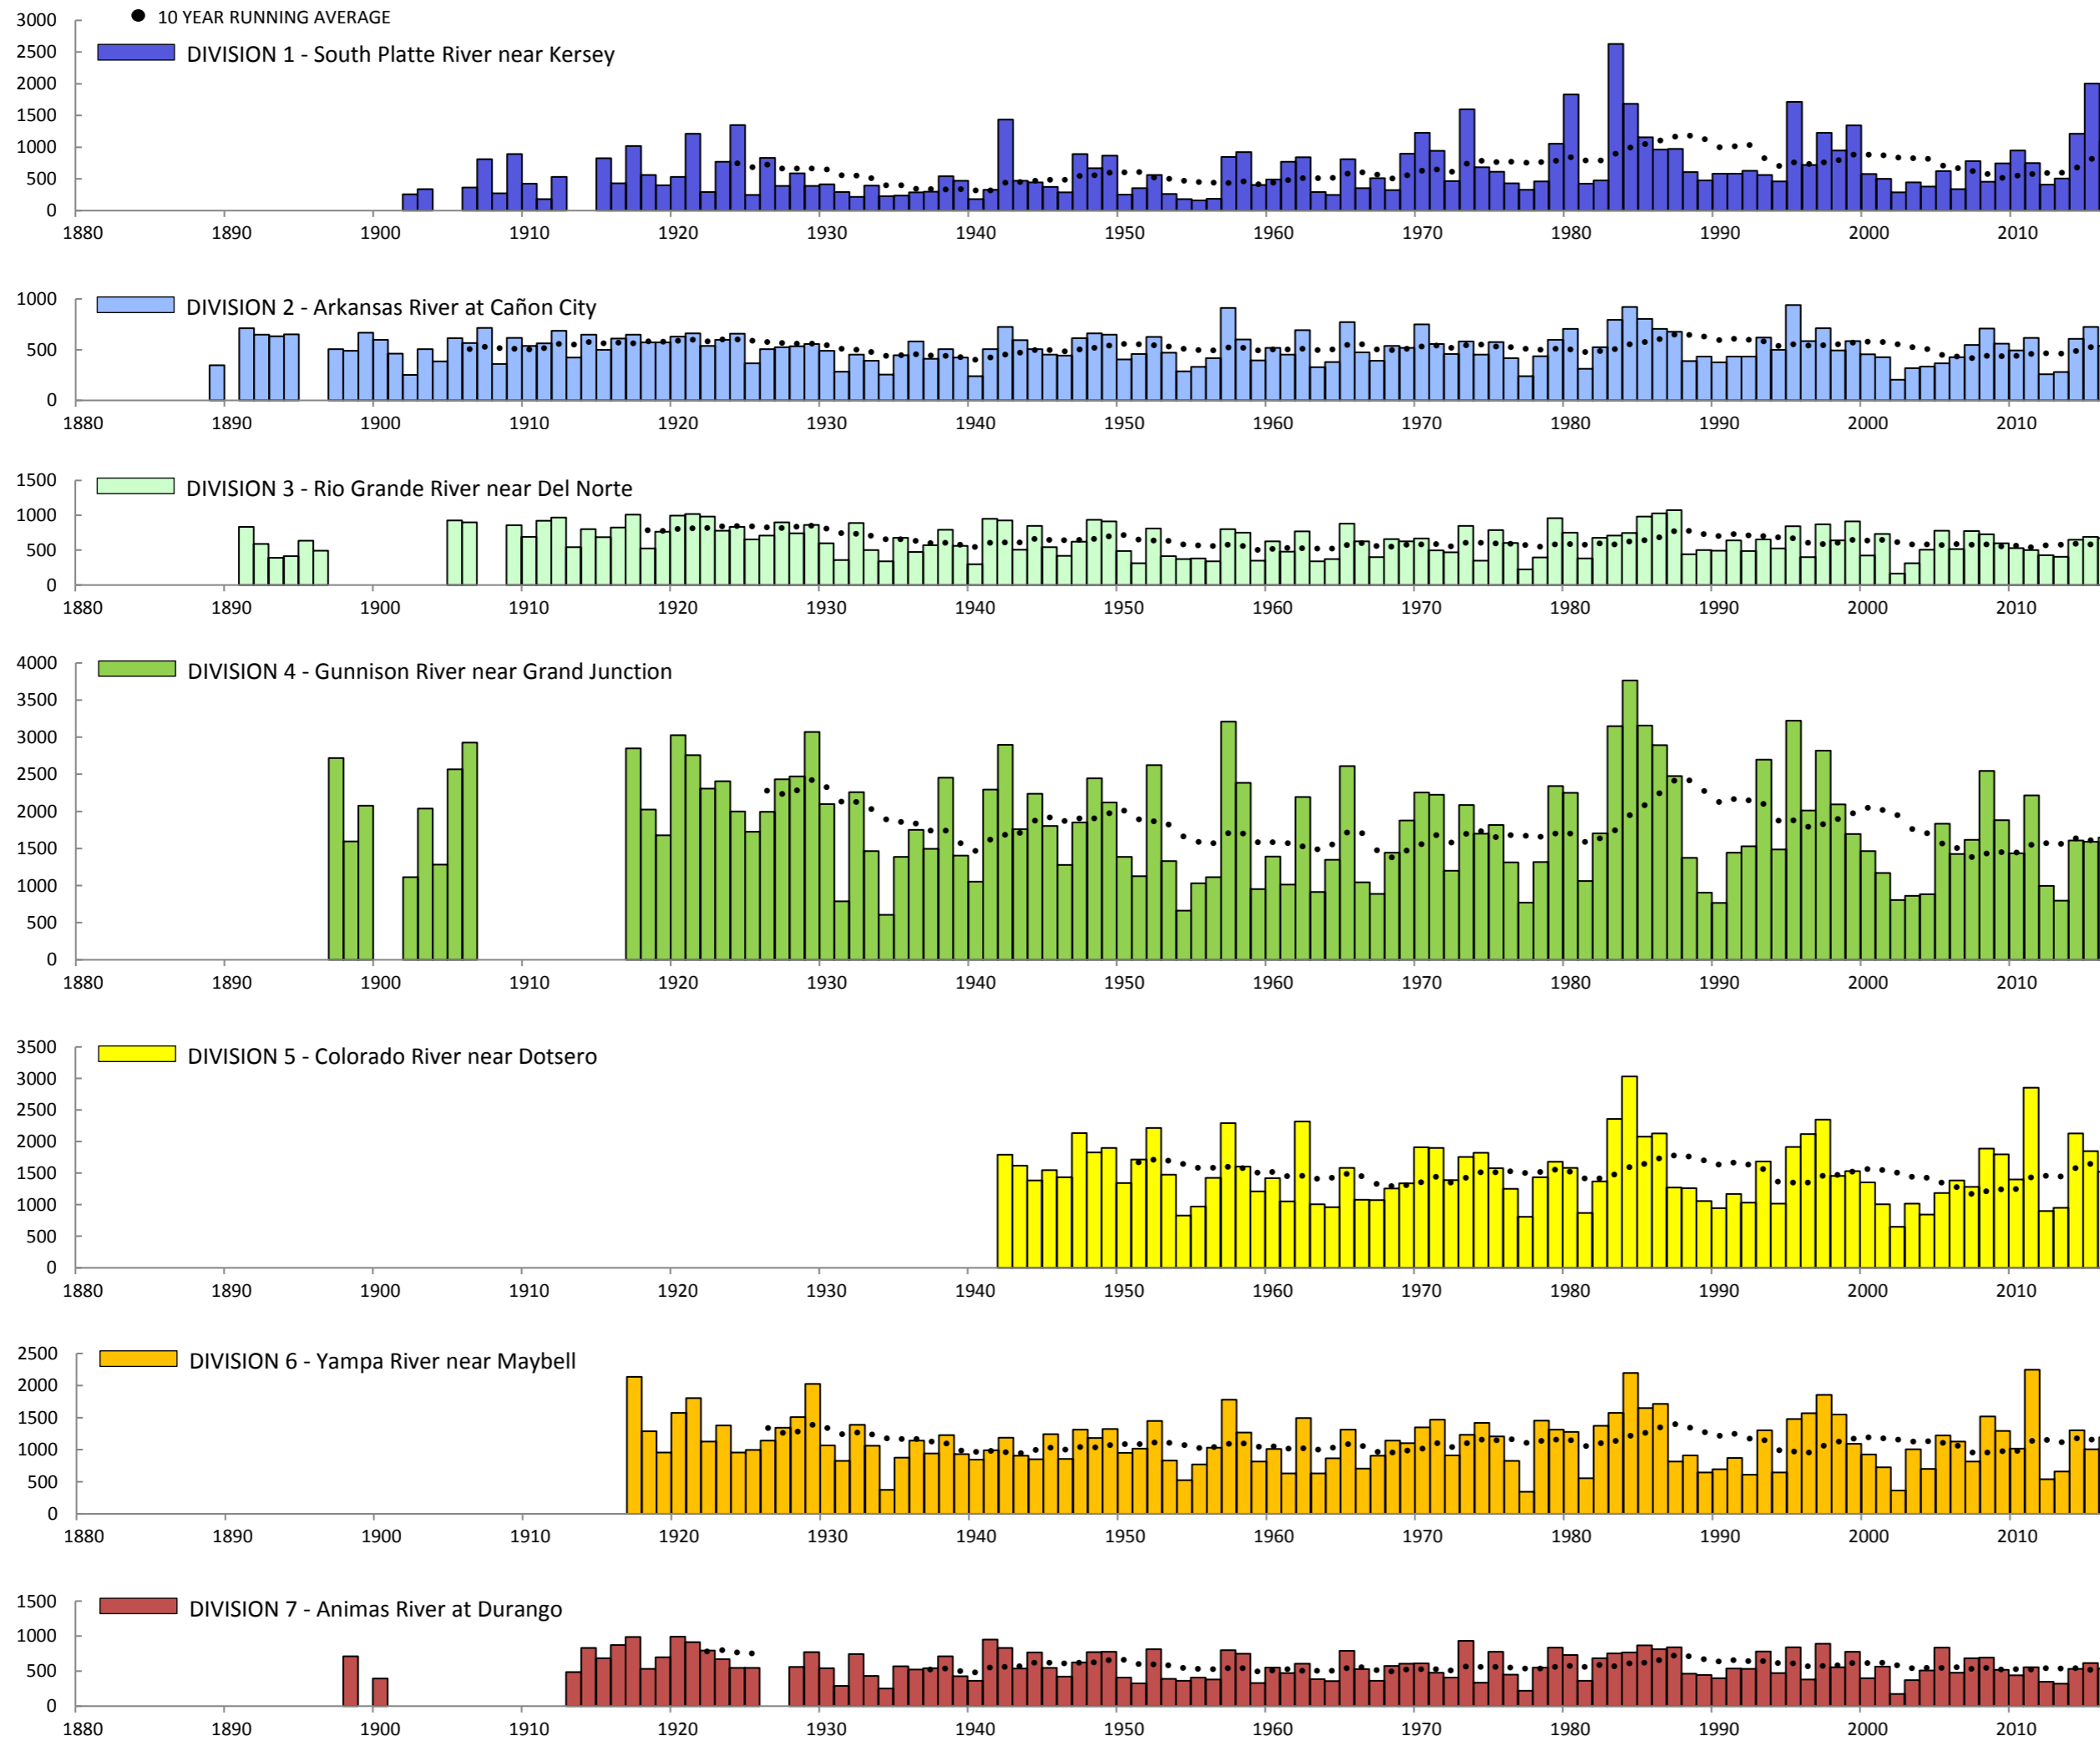 10 YEAR RUNNING AVERAGE
DIVISION 1 - South Platte River near Kersey
3000
2500
2000
1500
1000
500
0
1880 1890 1900 1910 1920 1930 1940 1950 1960 1970 1980 1990 2000 2010
DIVISION 2 - Arkansas River at Cañon City
1000
500
0
1880 1890 1900 1910 1920 1930 1940 1950 1960 1970 1980 1990 2000 2010
DIVISION 3 - Rio Grande River near Del Norte
1500
1000
500
0
1880 1890 1900 1910 1920 1930 1940 1950 1960 1970 1980 1990 2000 2010
DIVISION 4 - Gunnison River near Grand Junction
4000
3500
3000
2500
2000
1500
1000
500
0
1880 1890 1900 1910 1920 1930 1940 1950 1960 1970 1980 1990 2000 2010
DIVISION 5 - Colorado River near Dotsero
3500
3000
2500
2000
1500
1000
500
0
1880 1890 1900 1910 1920 1930 1940 1950 1960 1970 1980 1990 2000 2010
DIVISION 6 - Yampa River near Maybell
2500
2000
1500
1000
500
0
1880 1890 1900 1910 1920 1930 1940 1950 1960 1970 1980 1990 2000 2010
DIVISION 7 - Animas River at Durango
1500
1000
500
0
1880 1890 1900 1910 1920 1930 1940 1950 1960 1970 1980 1990 2000 2010